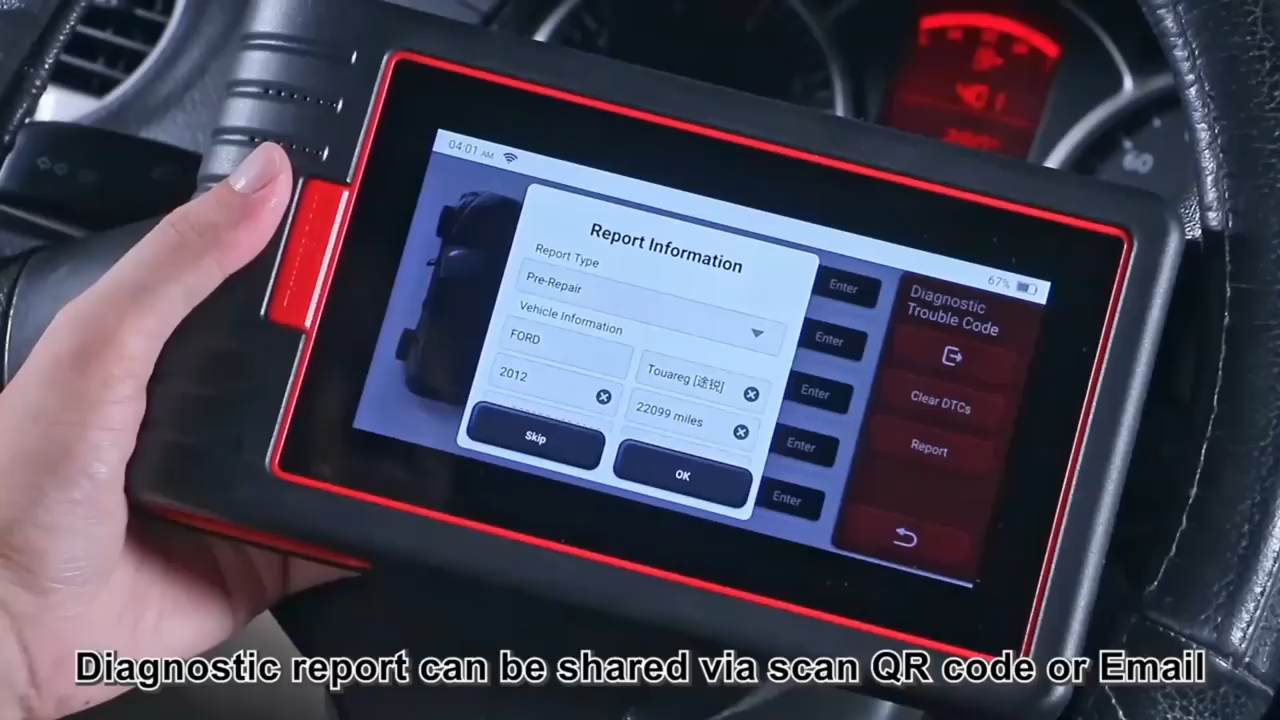 04:01 AM
67%
Report Information
Report Type
Pre-Repair
Vehicle Information
FORD
Touareg [途锐]
2012
22099 miles
Skip
OK
Enter
Enter
Enter
Enter
Enter
Diagnostic
Trouble Code
Clear DTCs
Report
401
60
Diagnostic report can be shared via scan QR code or Email